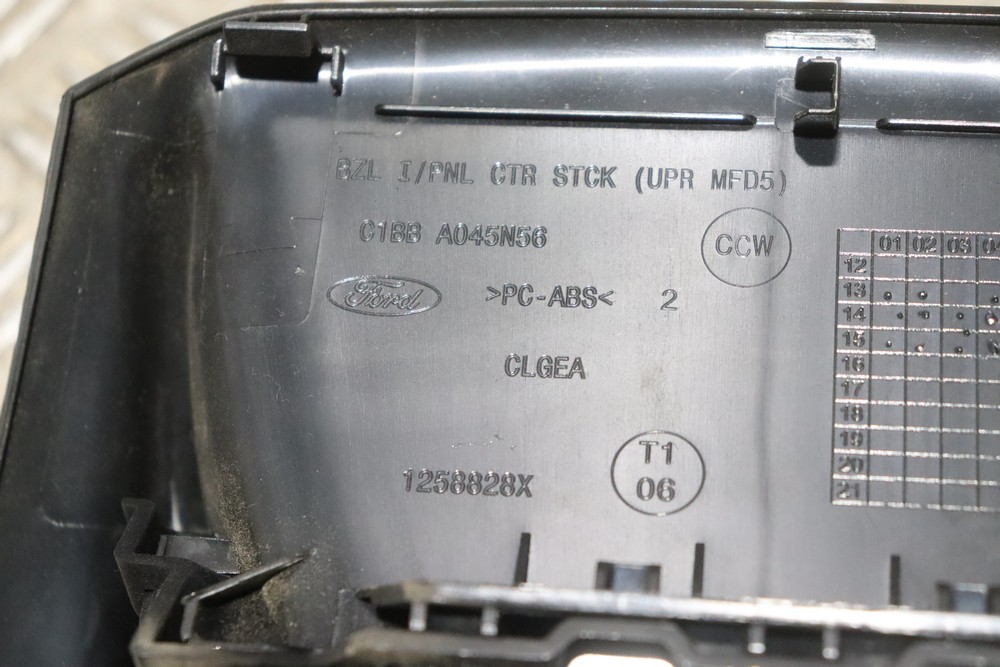 BZL I/PNL CTR STCK (UPR MFD5)
C1BB A045N56
CCW
Ford >PC-ABS< 2
CLGEA
1258828X
T1
06
01 02 03
12
13
14
15
16
17
18
19
20
21